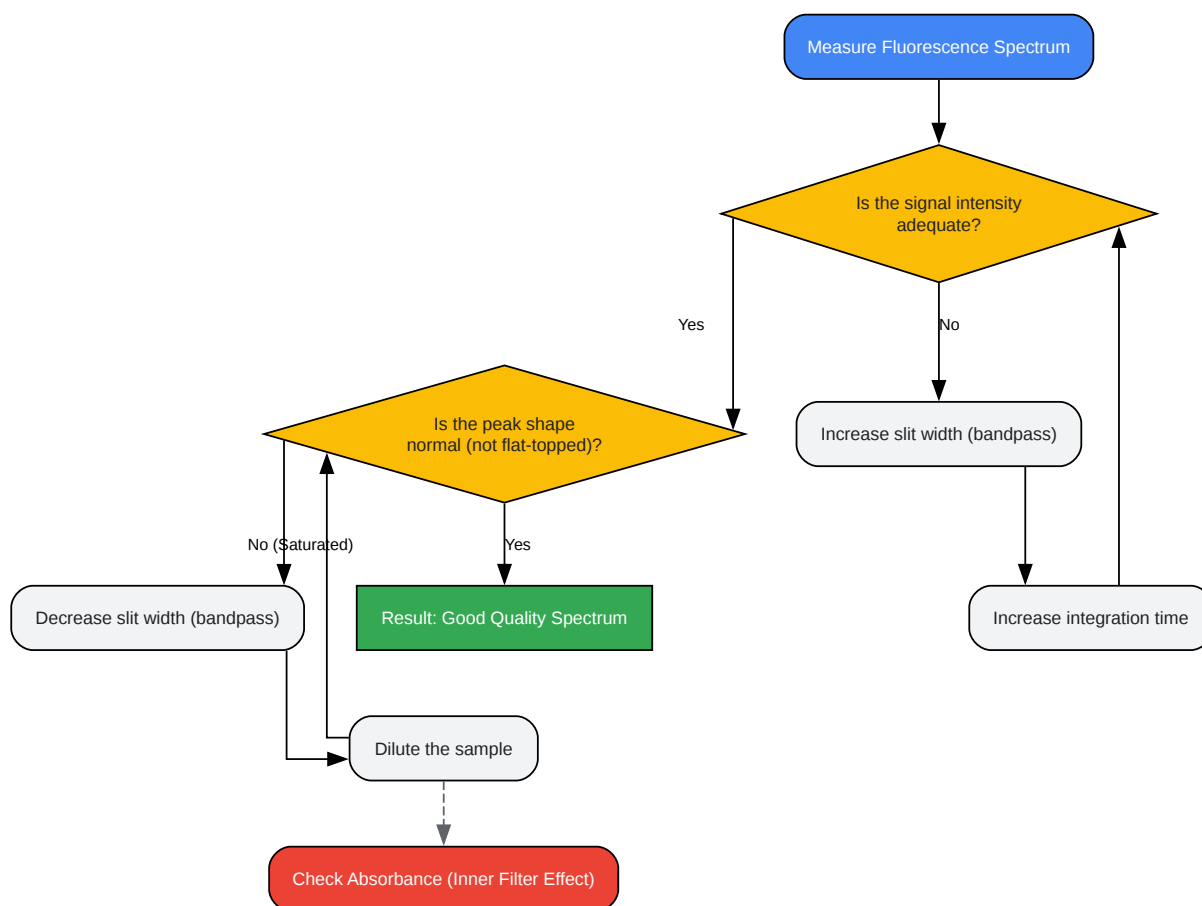 Measure Fluorescence Spectrum
Is the signal intensity
adequate?
Yes
No
Is the peak shape
normal (not flat-topped)?
Increase slit width (bandpass)
No (Saturated)
Yes
Decrease slit width (bandpass)
Result: Good Quality Spectrum
Increase integration time
Dilute the sample
Check Absorbance (Inner Filter Effect)